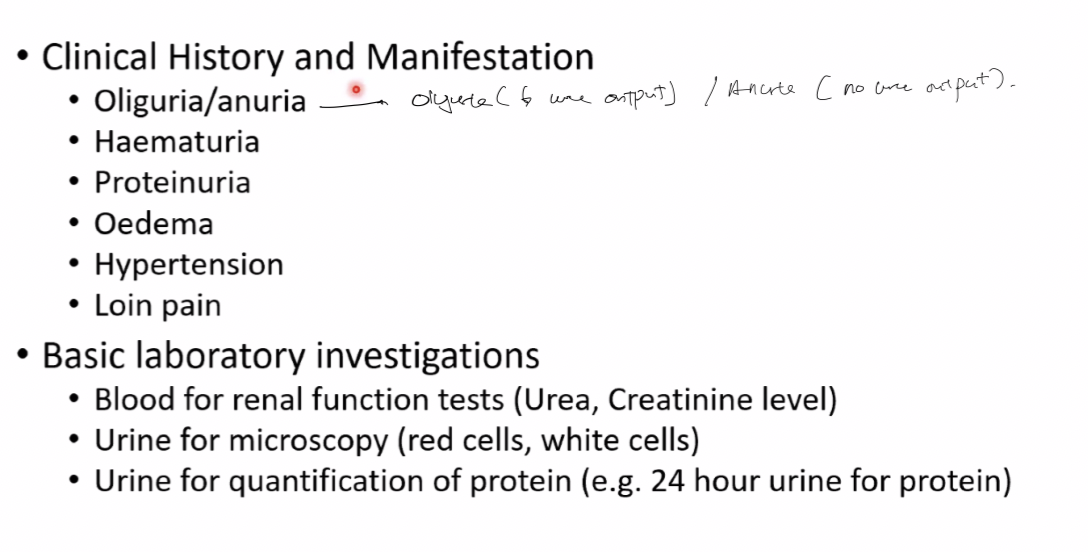 • Clinical History and Manifestation
• Oliguria/anuria ( urine output) / (no urine output).
• Haematuria
• Proteinuria
• Oedema
• Hypertension
• Loin pain
• Basic laboratory investigations
• Blood for renal function tests (Urea, Creatinine level)
• Urine for microscopy (red cells, white cells)
• Urine for quantification of protein (e.g. 24 hour urine for protein)